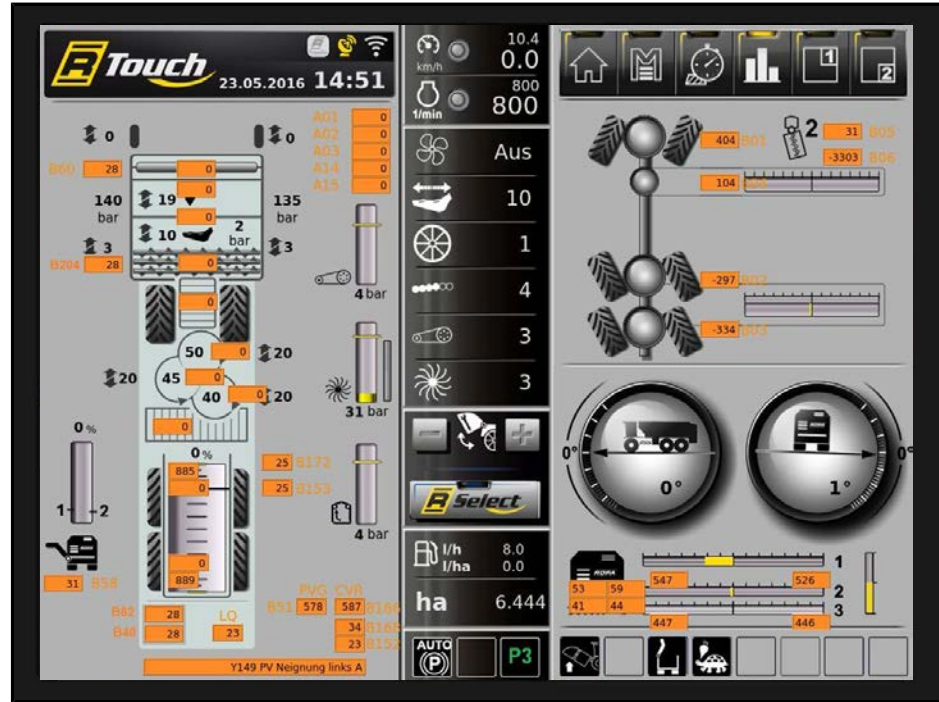 R Touch
23.05.2016 14:51
0 0
A01 0
A02 0
A03 0
A14 0
A15 0
B60 28 0
0
140 bar 19 135 bar
0
10 2 bar
3 3
B204 28 0
0
4 bar
50 0 20
20 45 0
40 0 20
31 bar
0
0 %
0 %
885 25 B172
0 25 B153
1 2
4 bar
0
31 B58 889
PVG CVR
B51 578 587
B62 28 34
B40 28 LQ 23 23
Y149 PV Neignung links A
km/h 10.4
0.0
1/min 800
800
Aus
10
1
4
3
3
R Select
l/h 8.0
l/ha 0.0
ha 6.444
AUTO
P P3
1 2
404 B01 2 31 B05
-3303 B06
104
-297 B02
-334 B03
0° 0°
0° 1°
ROPA
547 526 1
53 59
2
41 44
3
447 446